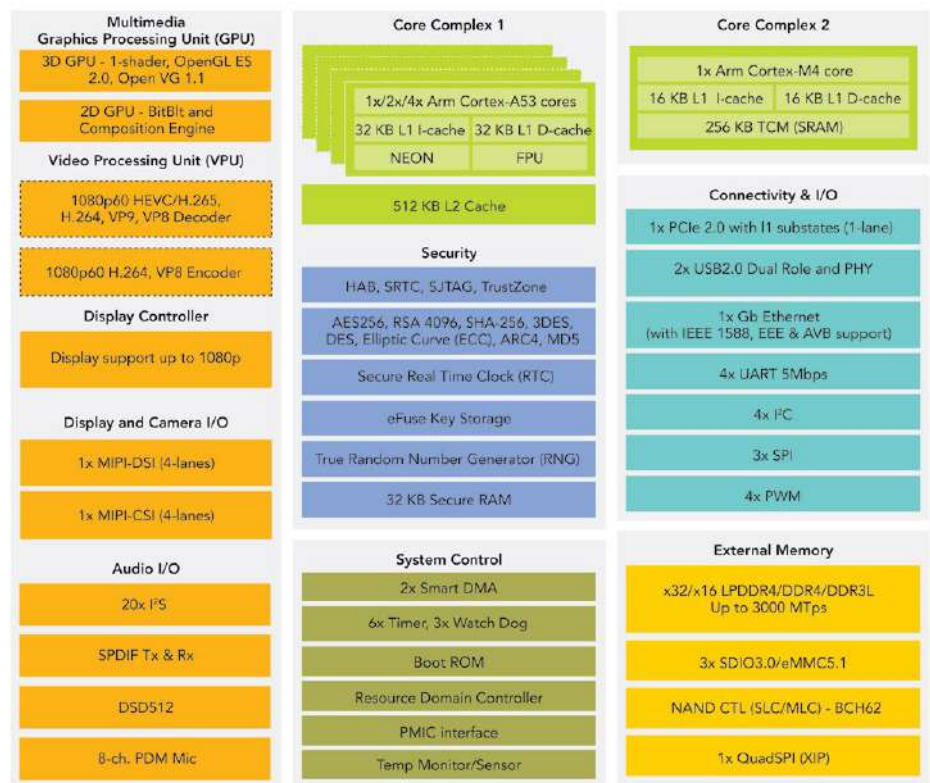 Multimedia
Graphics Processing Unit (GPU)
3D GPU - 1-shader, OpenGL ES
2.0, Open VG 1.1
2D GPU - BitBlt and
Composition Engine
Video Processing Unit (VPU)
1080p60 HEVC/H.265,
H.264, VP9, VP8 Decoder
1080p60 H.264, VP8 Encoder
Display Controller
Display support up to 1080p
Display and Camera I/O
1x MIPI-DSI (4-lanes)
1x MIPI-CSI (4-lanes)
Audio I/O
20x I²S
SPDIF Tx & Rx
DSD512
8-ch. PDM Mic
Core Complex 1
1x/2x/4x Arm Cortex-A53 cores
32 KB L1 I-cache
32 KB L1 D-cache
NEON
FPU
512 KB L2 Cache
Security
HAB, SRTC, SJTAG, TrustZone
AES256, RSA 4096, SHA-256, 3DES,
DES, Elliptic Curve (ECC), ARC4, MD5
Secure Real Time Clock (RTC)
eFuse Key Storage
True Random Number Generator (RNG)
32 KB Secure RAM
System Control
2x Smart DMA
6x Timer, 3x Watch Dog
Boot ROM
Resource Domain Controller
PMIC interface
Temp Monitor/Sensor
Core Complex 2
1x Arm Cortex-M4 core
16 KB L1 I-cache
16 KB L1 D-cache
256 KB TCM (SRAM)
Connectivity & I/O
1x PCIe 2.0 with l1 substates (1-lane)
2x USB2.0 Dual Role and PHY
1x Gb Ethernet
(with IEEE 1588, EEE & AVB support)
4x UART 5Mbps
4x I²C
3x SPI
4x PWM
External Memory
x32/x16 LPDDR4/DDR4/DDR3L
Up to 3000 MTps
3x SDIO3.0/eMMC5.1
NAND CTL (SLC/MLC) - BCH62
1x QuadSPI (XIP)